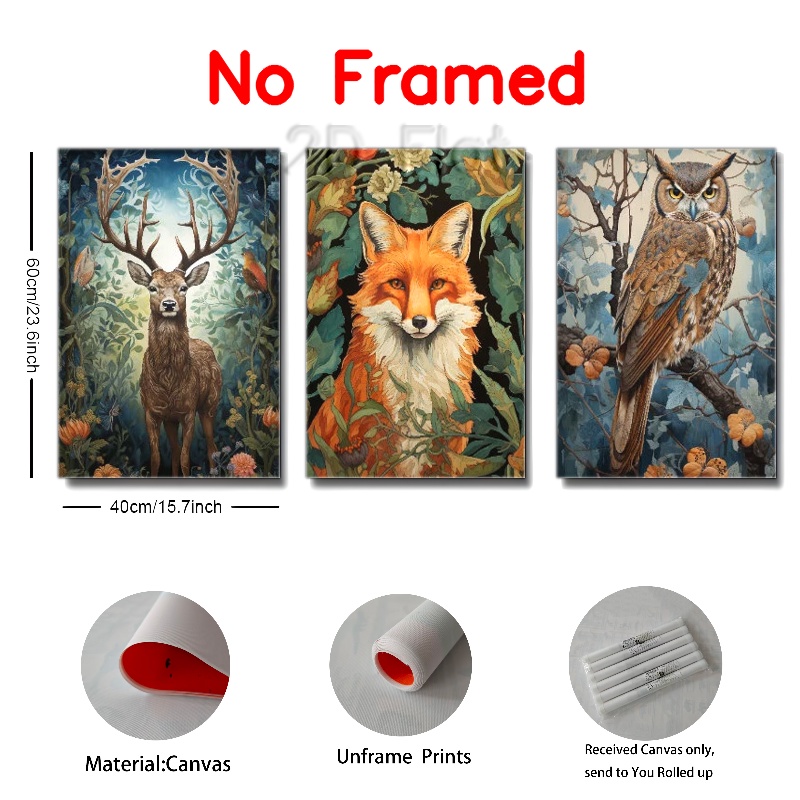 No Framed
2D Flat
60cm/23.6inch
40cm/15.7inch
Material:Canvas
Unframe Prints
Received Canvas only,
send to You Rolled up